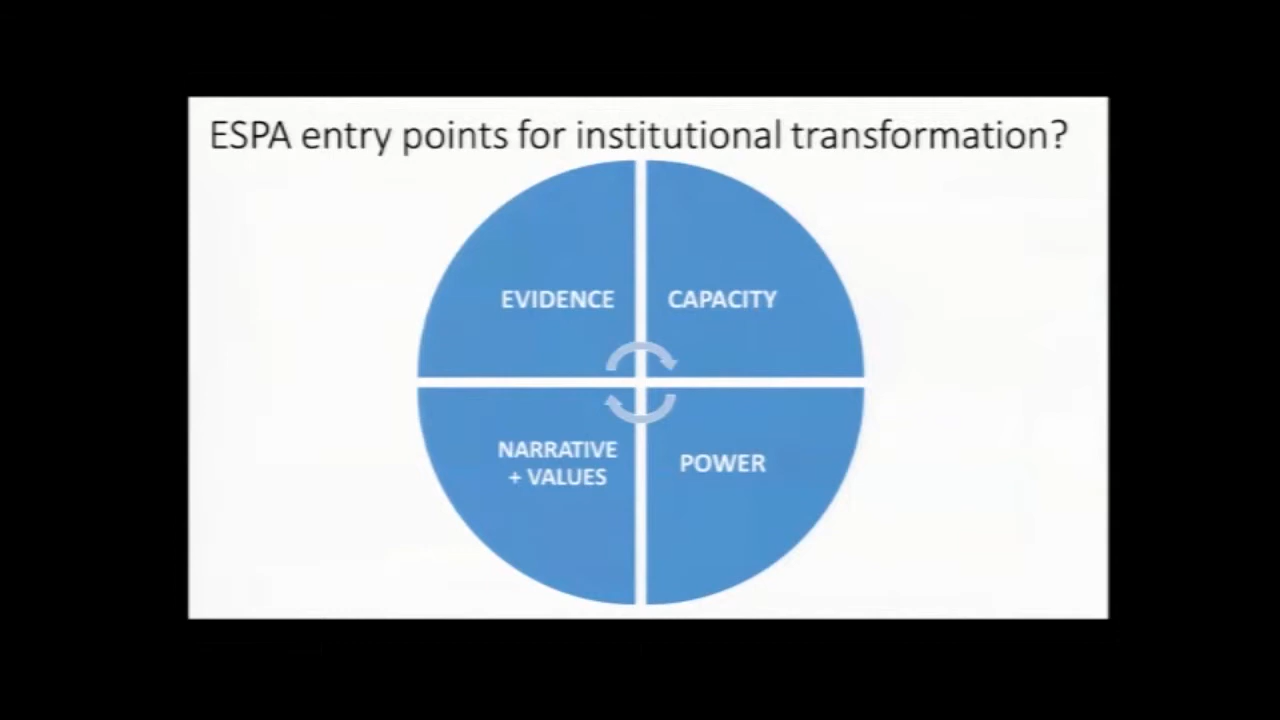 ESPA entry points for institutional transformation?
EVIDENCE
CAPACITY
NARRATIVE
+ VALUES
POWER